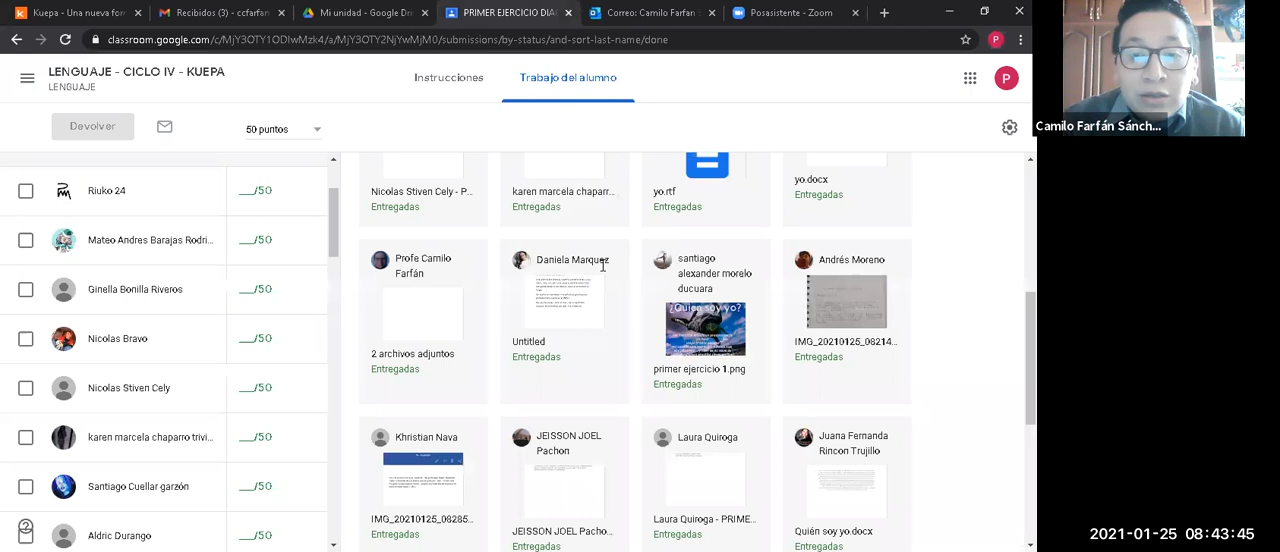 Kuepa - Una nueva for
Recibidos (3) - ccfarfan
Mi unidad - Google Dri
PRIMER EJERCICIO DIA
Correo: Camilo Farfan S
Posasistente - Zoom
classroom.google.com/c/MjY3OTY1ODIwMzk4/a/MjY3OTY2NjYwMjM0/submissions/by-status/and-sort-last-name/done
P
LENGUAJE - CICLO IV - KUEPA
LENGUAJE
Instrucciones
Trabajo del alumno
P
Devolver
50 puntos
Camilo Farfán Sánch...
Riuko 24
__/50
Mateo Andres Barajas Rodri...
__/50
Ginella Bonilla Riveros
__/50
Nicolas Bravo
__/50
Nicolas Stiven Cely
__/50
karen marcela chaparro trivi...
__/50
Santiago Cuellar garzón
__/50
Aldric Durango
__/50
Nicolas Stiven Cely - P...
Entregadas
karen marcela chaparr...
Entregadas
yo.rtf
Entregadas
yo.docx
Entregadas
Profe Camilo
Farfán
2 archivos adjuntos
Entregadas
Daniela Marquez
Untitled
Entregadas
santiago
alexander morelo
ducuara
¿Quién soy yo?
primer ejercicio 1.png
Entregadas
Andrés Moreno
IMG_20210125_08214...
Entregadas
Khristian Nava
IMG_20210125_08285...
Entregadas
JEISSON JOEL
Pachon
JEISSON JOEL Pacho...
Entregadas
Laura Quiroga
Laura Quiroga - PRIME...
Entregadas
Juana Fernanda
Rincon Trujillo
Quién soy yo.docx
Entregadas
2021-01-25 08:43:45